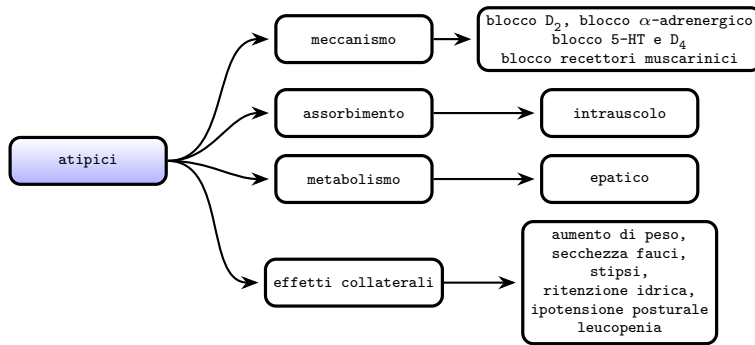 atipici
meccanismo
blocco D₂, blocco α-adrenergico
blocco 5-HT e D₄
blocco recettori muscarinici
assorbimento
intrauscolo
metabolismo
epatico
effetti collaterali
aumento di peso,
secchezza fauci,
stipsi,
ritenzione idrica,
ipotensione posturale
leucopenia